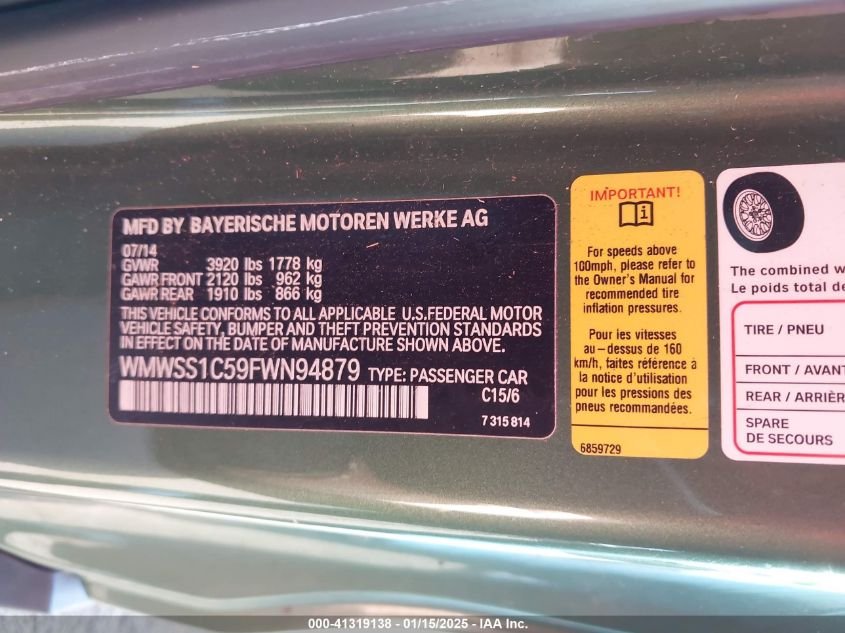 MFD BY. BAYERISCHE MOTOREN WERKE AG
07/14
GVWR 3920 lbs 1778 kg
GAWR FRONT 2120 lbs 962 kg
GAWR REAR 1910 lbs 866 kg
THIS VEHICLE CONFORMS TO ALL APPLICABLE U.S.FEDERAL MOTOR
VEHICLE SAFETY, BUMPER AND THEFT PREVENTION STANDARDS
IN EFFECT ON THE DATE OF MANUFACTURE SHOWN ABOVE.
WMWSS1C59FWN94879 TYPE: PASSENGER CAR
C15/6
7 315 814
IMPORTANT!
For speeds above
100mph, please refer to
the Owner's Manual for
recommended tire
inflation pressures.
Pour les vitesses
au-dessus de 160
km/h, faites référence à
la notice d'utilisation
pour les pressions des
pneus recommandées.
6859729
The combined w
Le poids total de
TIRE / PNEU
FRONT / AVANT
REAR / ARRIÈR
SPARE
DE SECOURS
000-41319138 - 01/15/2025 - IAA Inc.